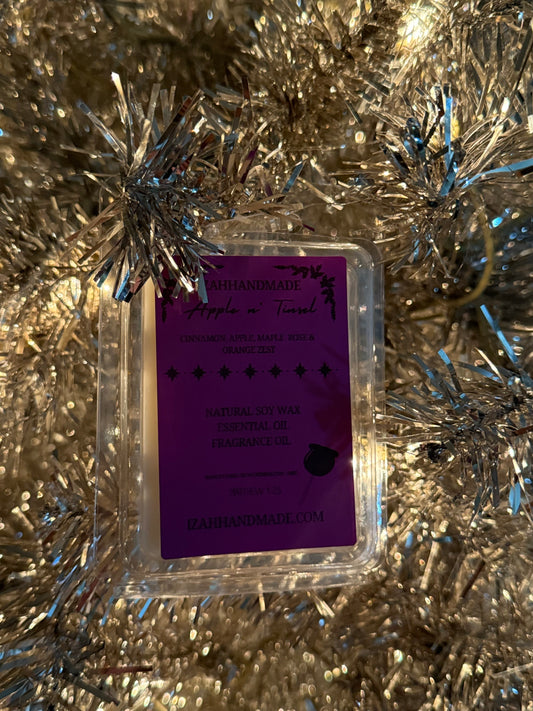 IZAHHANDMADE
Apple n' Tinsel
CINNAMON, APPLE, MAPLE ROSE &
ORANGE ZEST
NATURAL SOY WAX
ESSENTIAL OIL
FRAGRANCE OIL
IZAHHANDMADE.COM